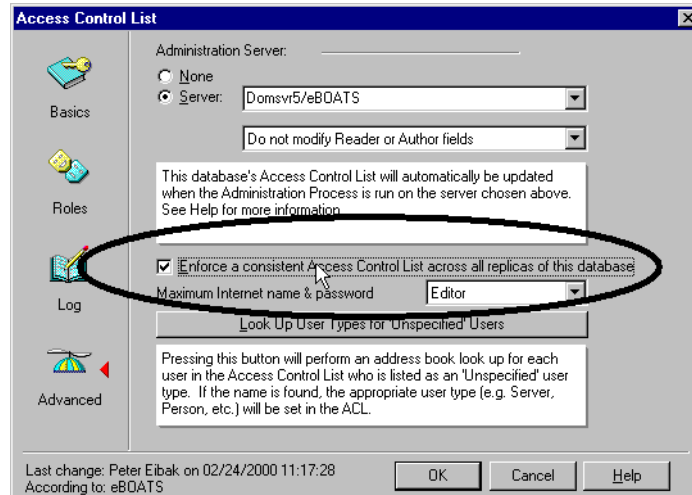 Access Control List
Administration Server:
None
Server: Domsvr5/eBOATS
Basics
Do not modify Reader or Author fields
This database's Access Control List will automatically be updated
when the Administration Process is run on the server chosen above.
See Help for more information
Roles
Enforce a consistent Access Control List across all replicas of this database
Maximum Internet name & password Editor
Log
Look Up User Types for 'Unspecified' Users
Pressing this button will perform an address book look up for each
user in the Access Control List who is listed as an 'Unspecified' user
type. If the name is found, the appropriate user type (e.g. Server,
Person, etc.) will be set in the ACL.
Advanced
Last change: Peter Eibak on 02/24/2000 11:17:28
According to: eBOATS
OK Cancel Help